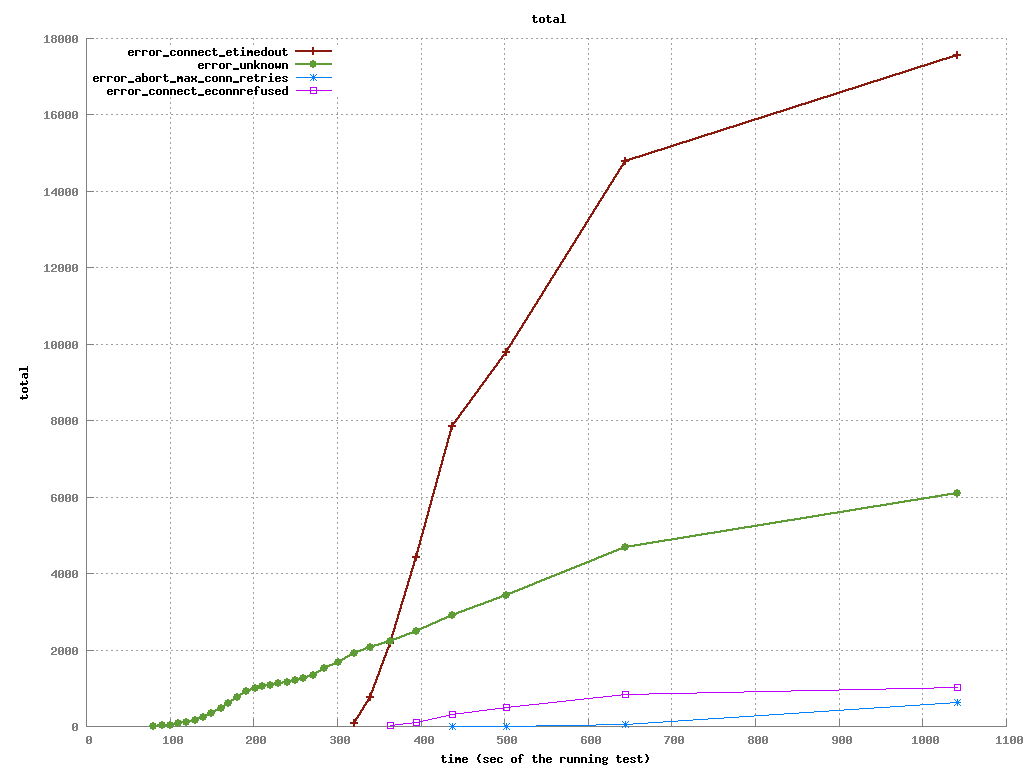 total
18000
error_connect_etimedout
error_unknown
error_abort_max_conn_retries
error_connect_econnrefused
16000
14000
12000
10000
total
8000
6000
4000
2000
0
0 100 200 300 400 500 600 700 800 900 1000 1100
time (sec of the running test)